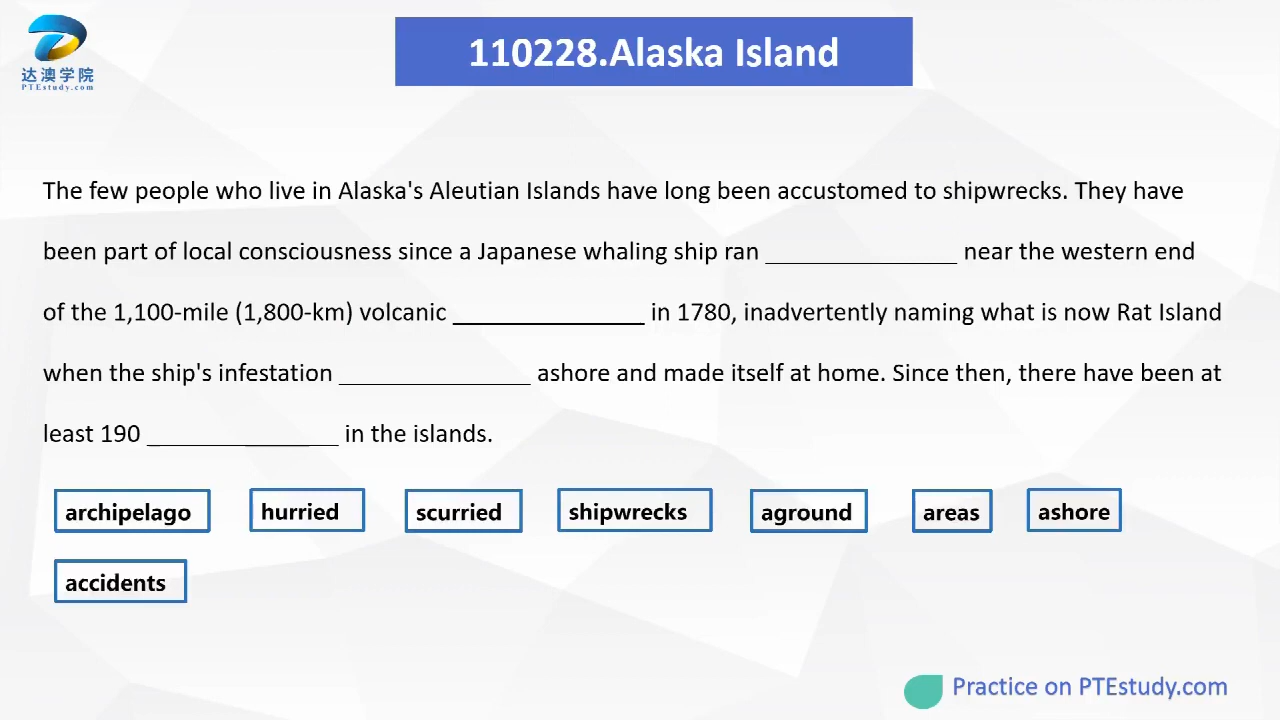 达澳学院
PTEstudy.com
110228.Alaska Island
The few people who live in Alaska's Aleutian Islands have long been accustomed to shipwrecks. They have
been part of local consciousness since a Japanese whaling ship ran _______________ near the western end
of the 1,100-mile (1,800-km) volcanic _______________ in 1780, inadvertently naming what is now Rat Island
when the ship's infestation _______________ ashore and made itself at home. Since then, there have been at
least 190 _______________ in the islands.
archipelago hurried scurried shipwrecks aground areas ashore
accidents
Practice on PTEstudy.com